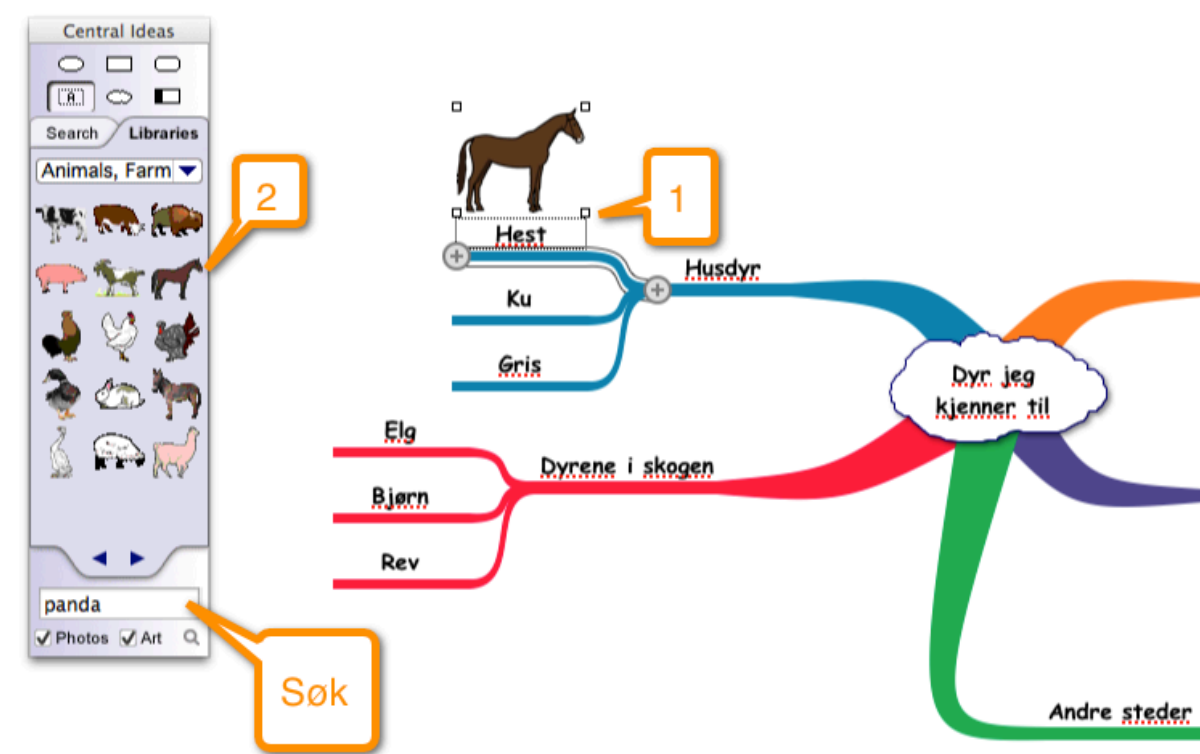 Central Ideas
A
Search
Libraries
Animals, Farm
2
1
Hest
Husdyr
Ku
Gris
Dyr jeg
kjenner til
Elg
Dyrene i skogen
Bjørn
Rev
panda
Photos
Art
Søk
Andre steder